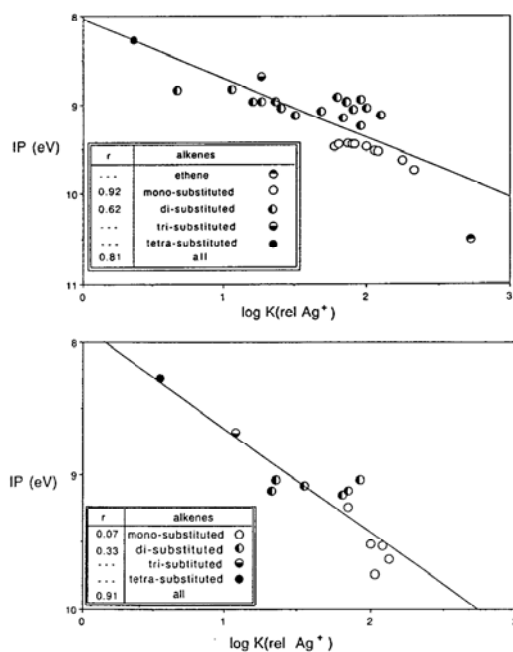 8
9
IP (eV)
10
11
r alkenes
--- ethene
0.92 mono-substituted
0.62 di-substituted
--- tri-substituted
--- tetra-substituted
0.81 all
0 1 2 3
log K(rel Ag⁺)
8
9
IP (eV)
10
r alkenes
0.07 mono-substituted
0.33 di-substituted
--- tri-substituted
--- tetra-substituted
0.91 all
0 1 2 3
log K(rel Ag⁺)